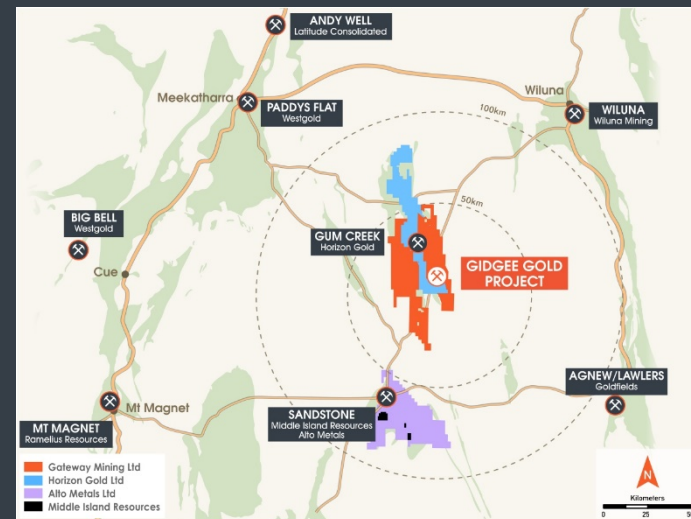 ANDY WELL
Latitude Consolidated
Meekatharra
PADDYS FLAT
Westgold
Wiluna
WILUNA
Wiluna Mining
100km
50km
BIG BELL
Westgold
Cue
GUM CREEK
Horizon Gold
GIDGEE GOLD
PROJECT
MT MAGNET
Ramelius Resources
Mt Magnet
SANDSTONE
Middle Island Resources
Alto Metals
AGNEW/LAWLERS
Goldfields
Gateway Mining Ltd
Horizon Gold Ltd
Alto Metals Ltd
Middle Island Resources
N
Kilometers
0 25 50